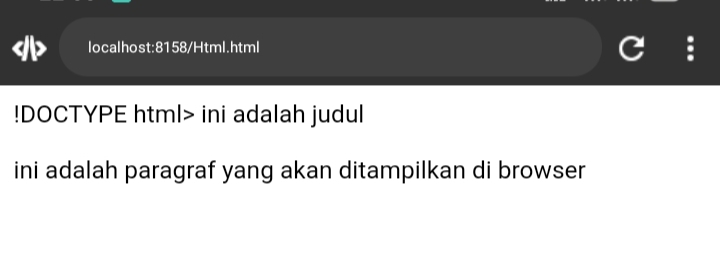 localhost:8158/Html.html
!DOCTYPE html> ini adalah judul
ini adalah paragraf yang akan ditampilkan di browser